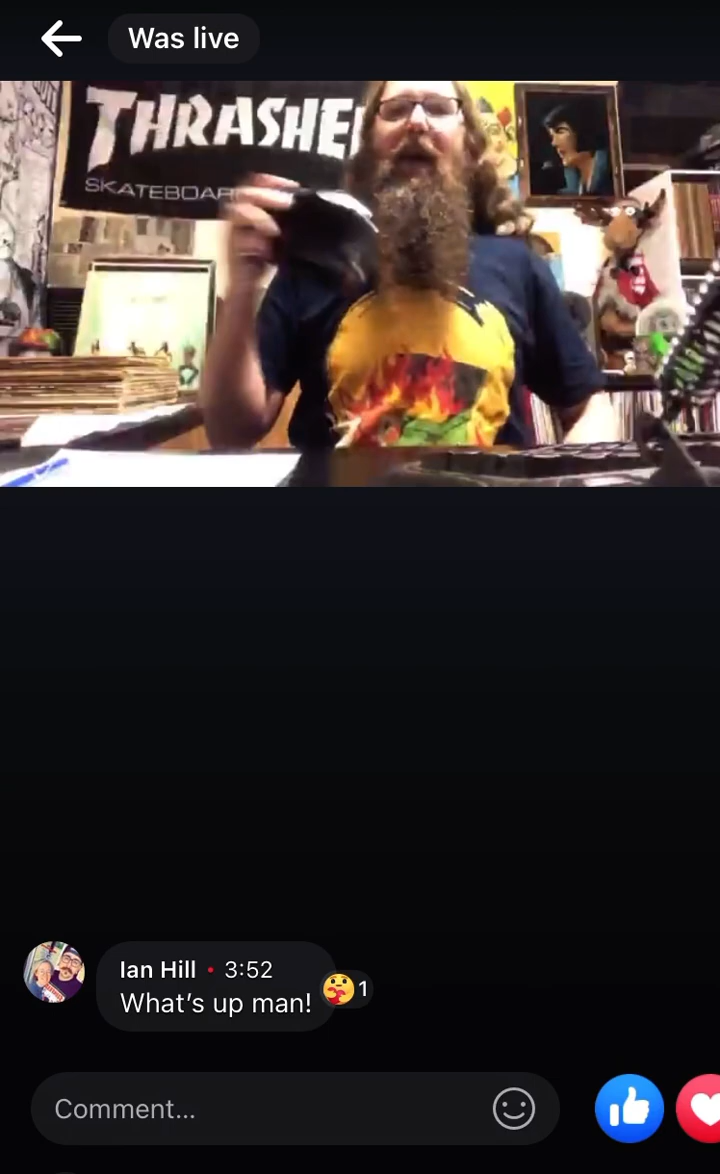 Was live
THRASHE
SKATEBOAR
Ian Hill • 3:52
What's up man!
1
Comment...